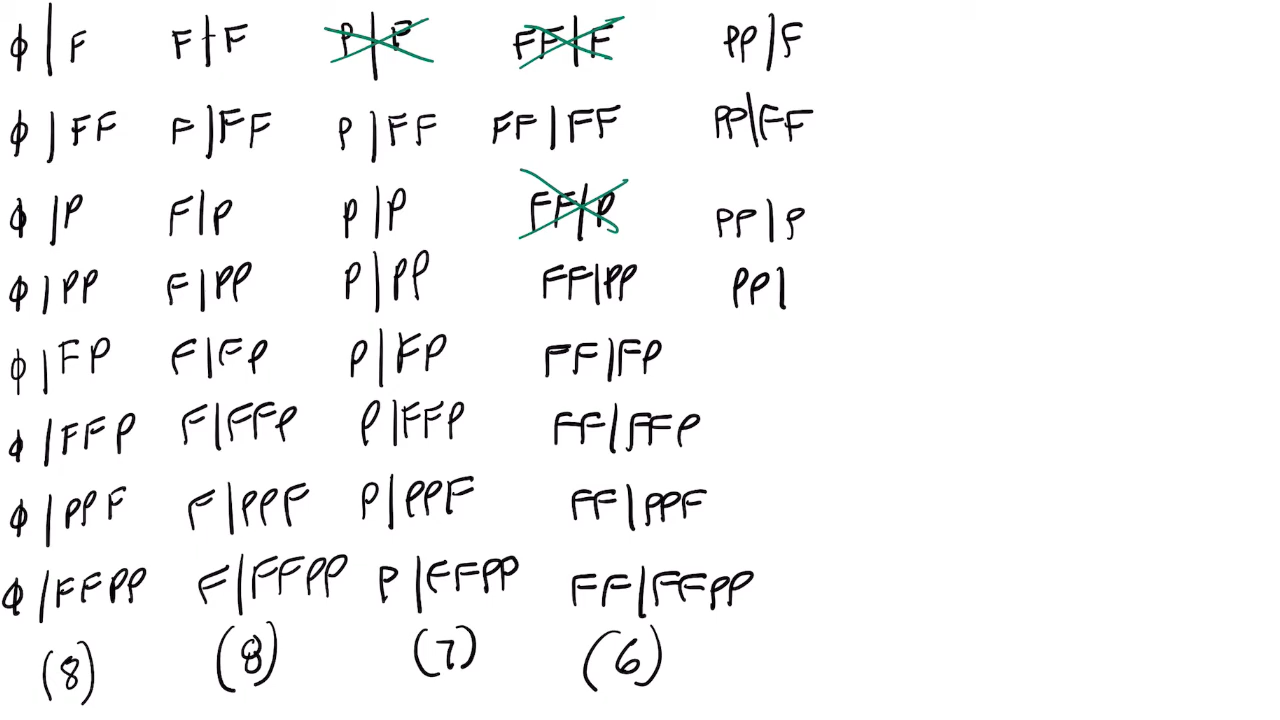 φ | F F | F P | F FF | F PP | F
φ | FF F | FF P | FF FF | FF PP | FF
φ | P F | P P | P FF | P PP | P
φ | PP F | PP P | PP FF | PP PP |
φ | FP F | FP P | FP FF | FP
φ | FFP F | FFP P | FFP FF | FFP
φ | PPF F | PPF P | PPF FF | PPF
φ | FFPP F | FFPP P | FFPP FF | FFPP
(8) (8) (7) (6)